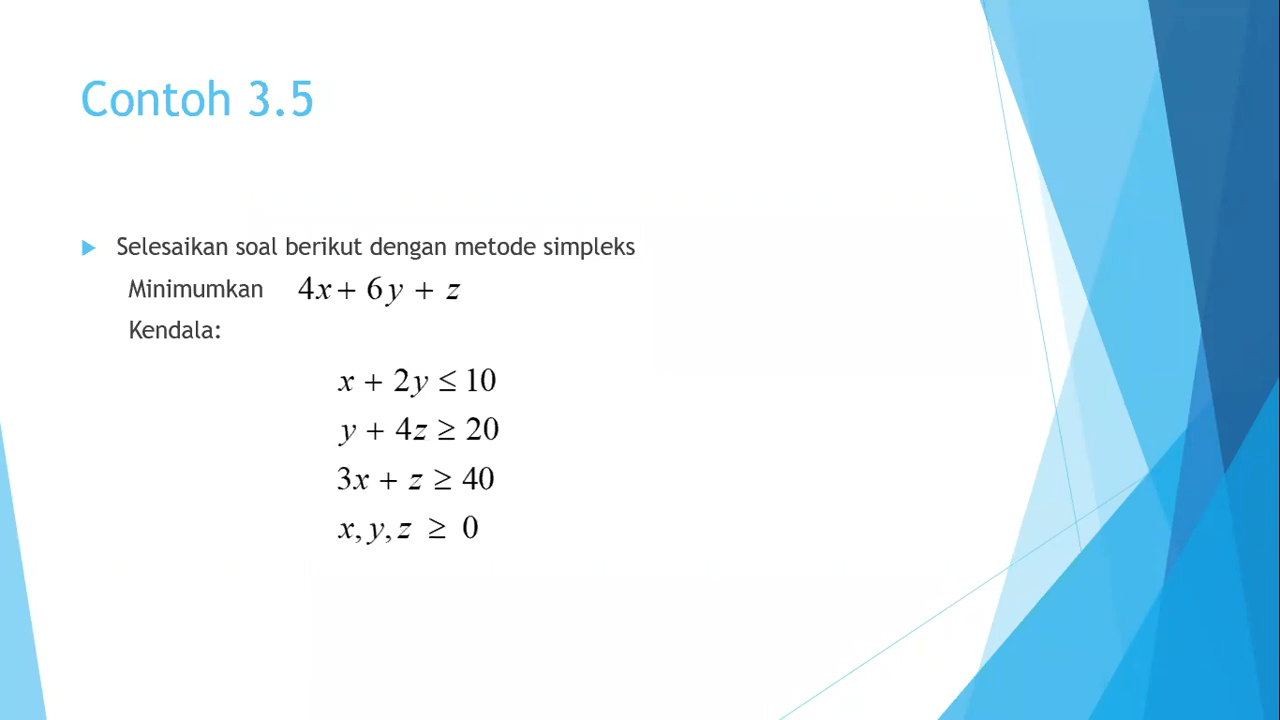 Contoh 3.5
Selesaikan soal berikut dengan metode simpleks
Minimumkan 4x + 6y + z
Kendala:
x + 2y ≤ 10
y + 4z ≥ 20
3x + z ≥ 40
x, y, z ≥ 0